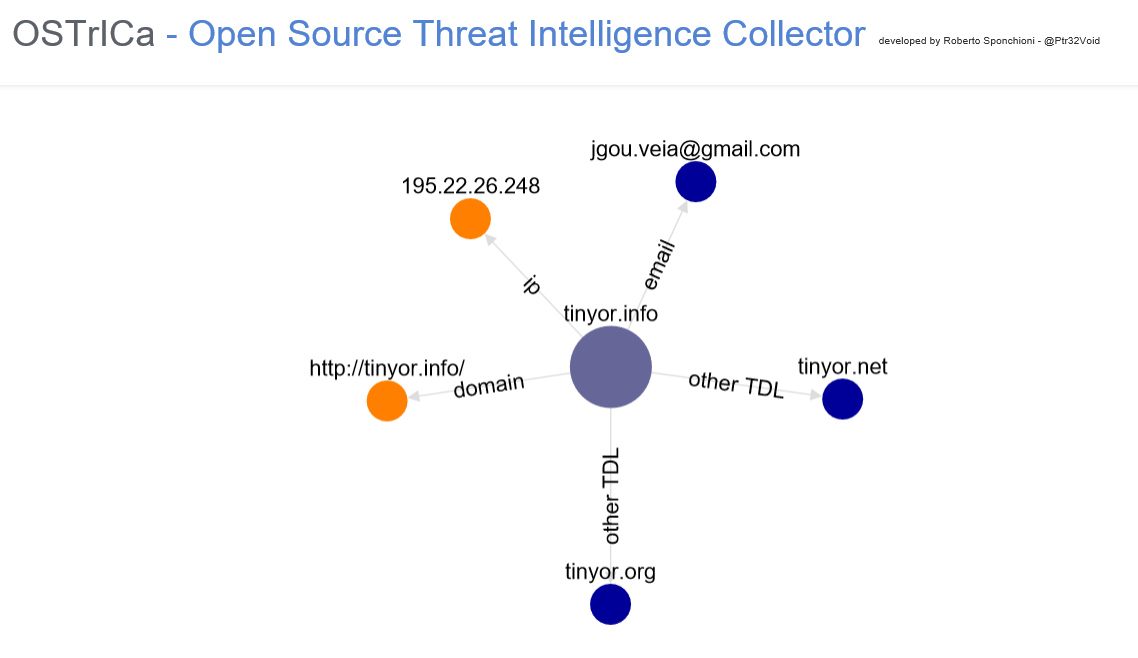 OSTrICa - Open Source Threat Intelligence Collector developed by Roberto Sponchioni - @Ptr32Void
jgou.veia@gmail.com
195.22.26.248
email
ip
tinyor.info
http://tinyor.info/
domain
other TDL
tinyor.net
other TDL
tinyor.org